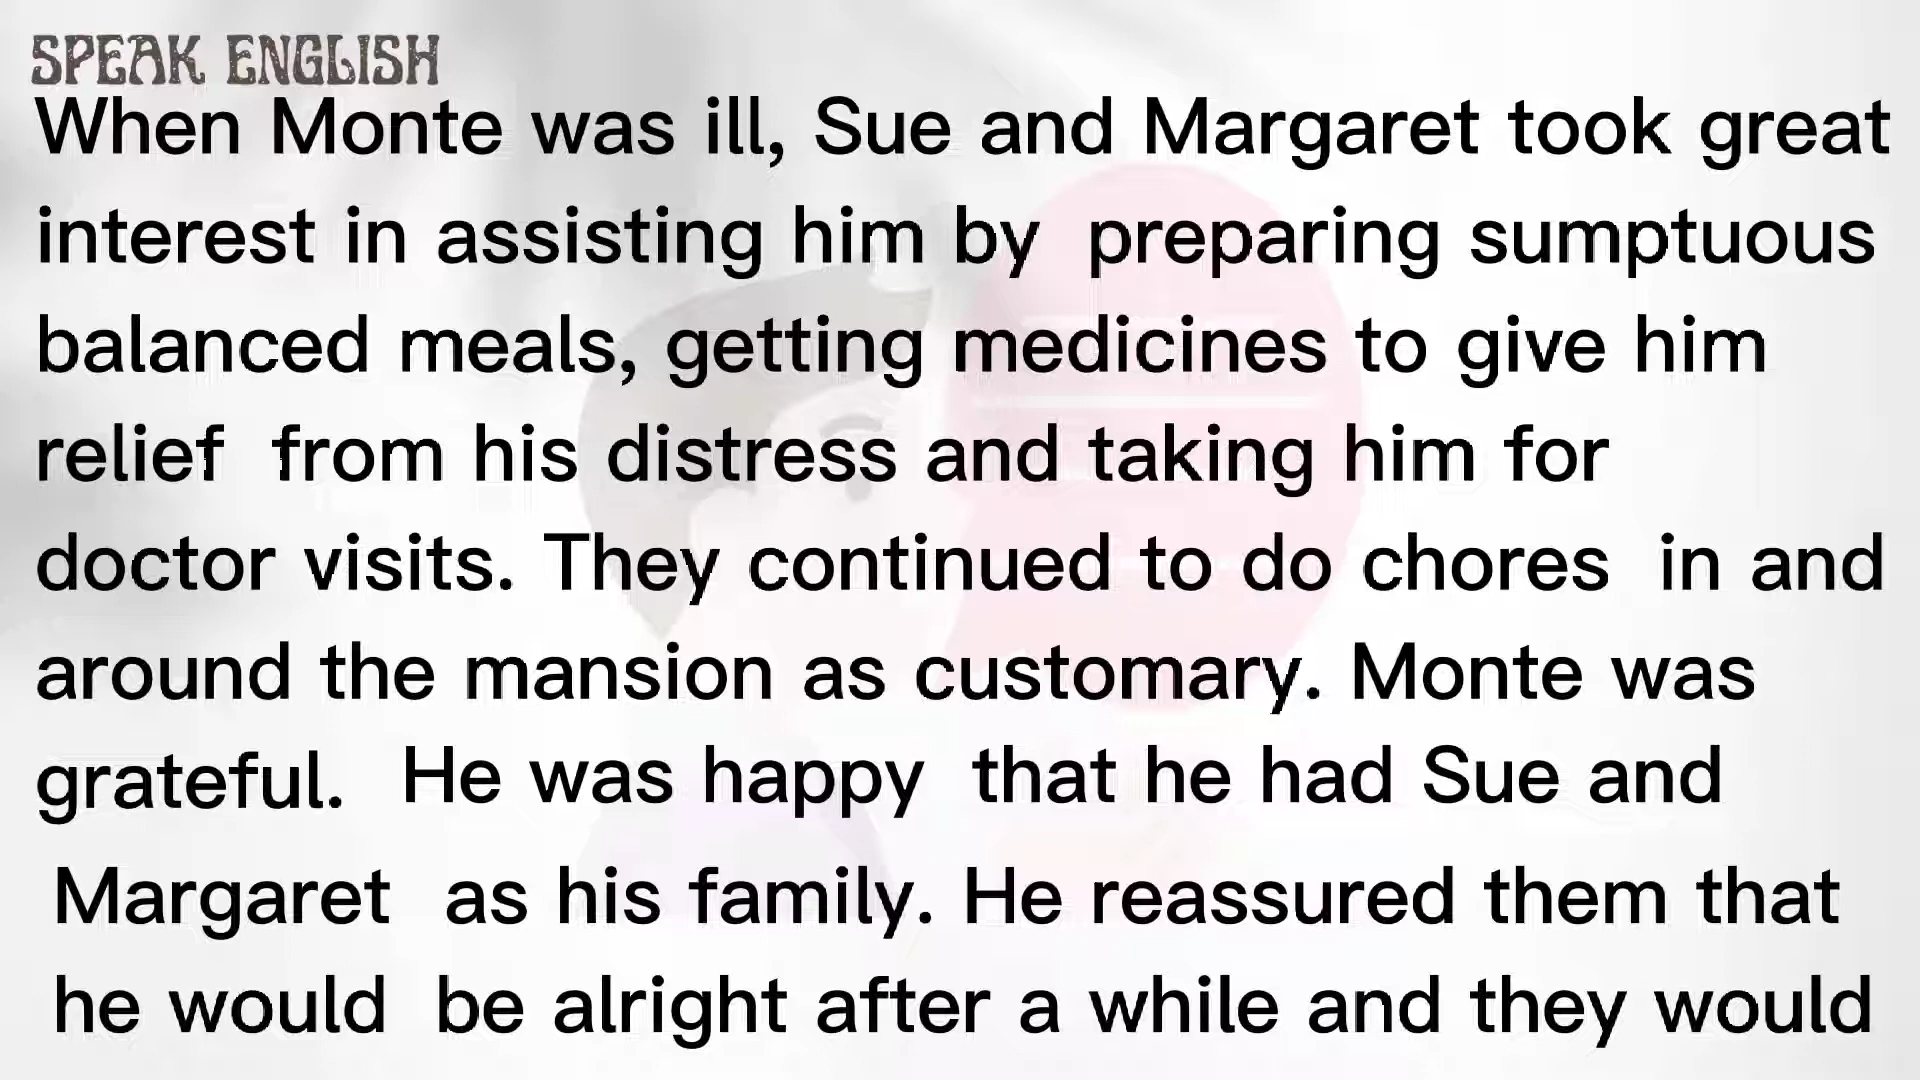 SPEAK ENGLISH
When Monte was ill, Sue and Margaret took great
interest in assisting him by preparing sumptuous
balanced meals, getting medicines to give him
relief from his distress and taking him for
doctor visits. They continued to do chores in and
around the mansion as customary. Monte was
grateful. He was happy that he had Sue and
Margaret as his family. He reassured them that
he would be alright after a while and they would